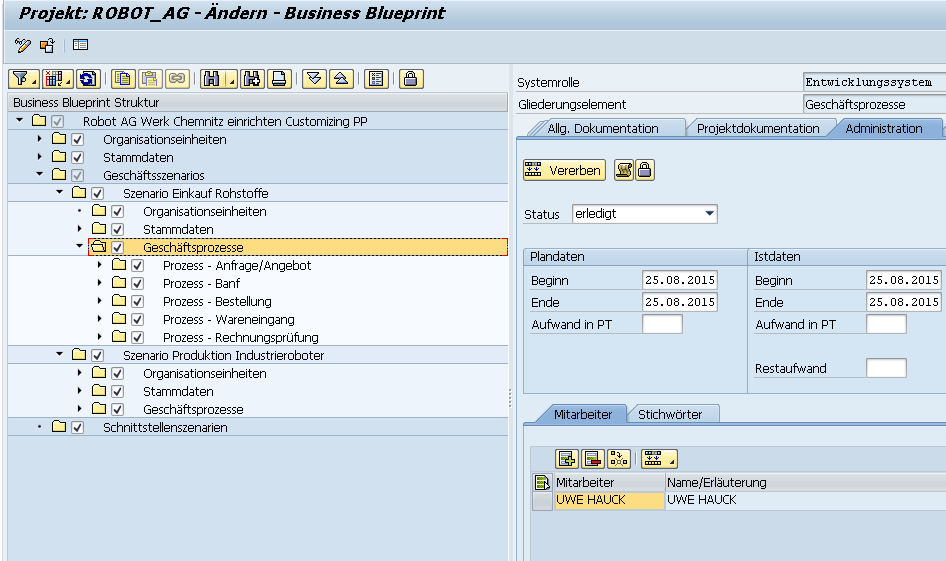 Projekt: ROBOT_AG - Ändern - Business Blueprint
Business Blueprint Struktur
Robot AG Werk Chemnitz einrichten Customizing PP
Organisationseinheiten
Stammdaten
Geschäftsszenarios
Szenario Einkauf Rohstoffe
Organisationseinheiten
Stammdaten
Geschäftsprozesse
Prozess - Anfrage/Angebot
Prozess - Banf
Prozess - Bestellung
Prozess - Wareneingang
Prozess - Rechnungsprüfung
Szenario Produktion Industrieroboter
Organisationseinheiten
Stammdaten
Geschäftsprozesse
Schnittstellenszenarien
Systemrolle Entwicklungssystem
Gliederungselement Geschäftsprozesse
Allg. Dokumentation Projektdokumentation Administration
Vererben
Status erledigt
Plandaten Istdaten
Beginn 25.08.2015 Beginn 25.08.2015
Ende 25.08.2015 Ende 25.08.2015
Aufwand in PT Aufwand in PT
Restaufwand
Mitarbeiter Stichwörter
Mitarbeiter Name/Erläuterung
UWE HAUCK UWE HAUCK